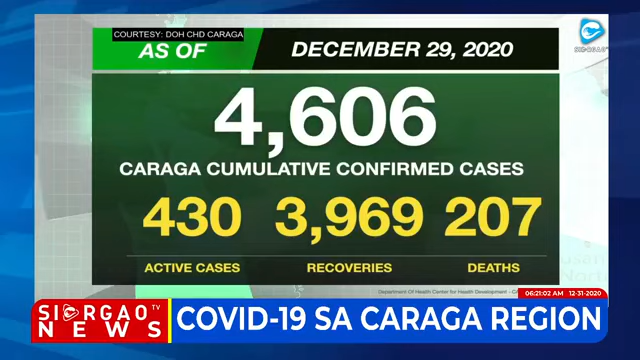 COURTESY: DOH CHD CARAGA
AS OF
DECEMBER 29, 2020
4,606
CARAGA CUMULATIVE CONFIRMED CASES
430 3,969 207
ACTIVE CASES RECOVERIES DEATHS
Department Of Health Center for Health Development
06:21:02 AM 12-31-2020
SIARGAO TV
NEWS
COVID-19 SA CARAGA REGION